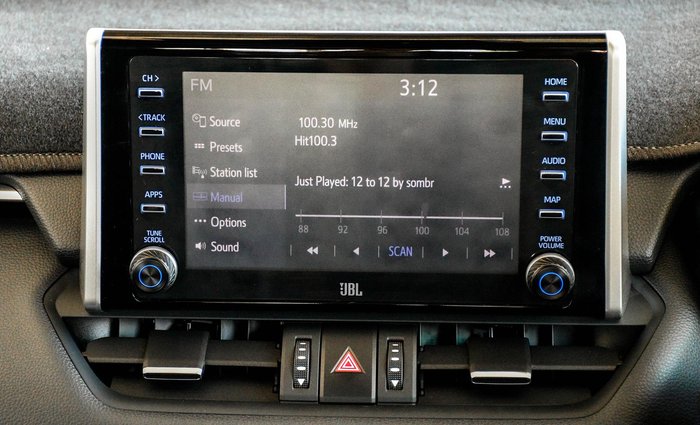 FM
3:12
CH >
<TRACK
PHONE
APPS
TUNE
SCROLL
Source
Presets
Station list
Manual
Options
Sound
100.30 MHz
Hit100.3
Just Played: 12 to 12 by sombr
88 92 96 100 104 108
SCAN
HOME
MENU
AUDIO
MAP
POWER
VOLUME
JBL